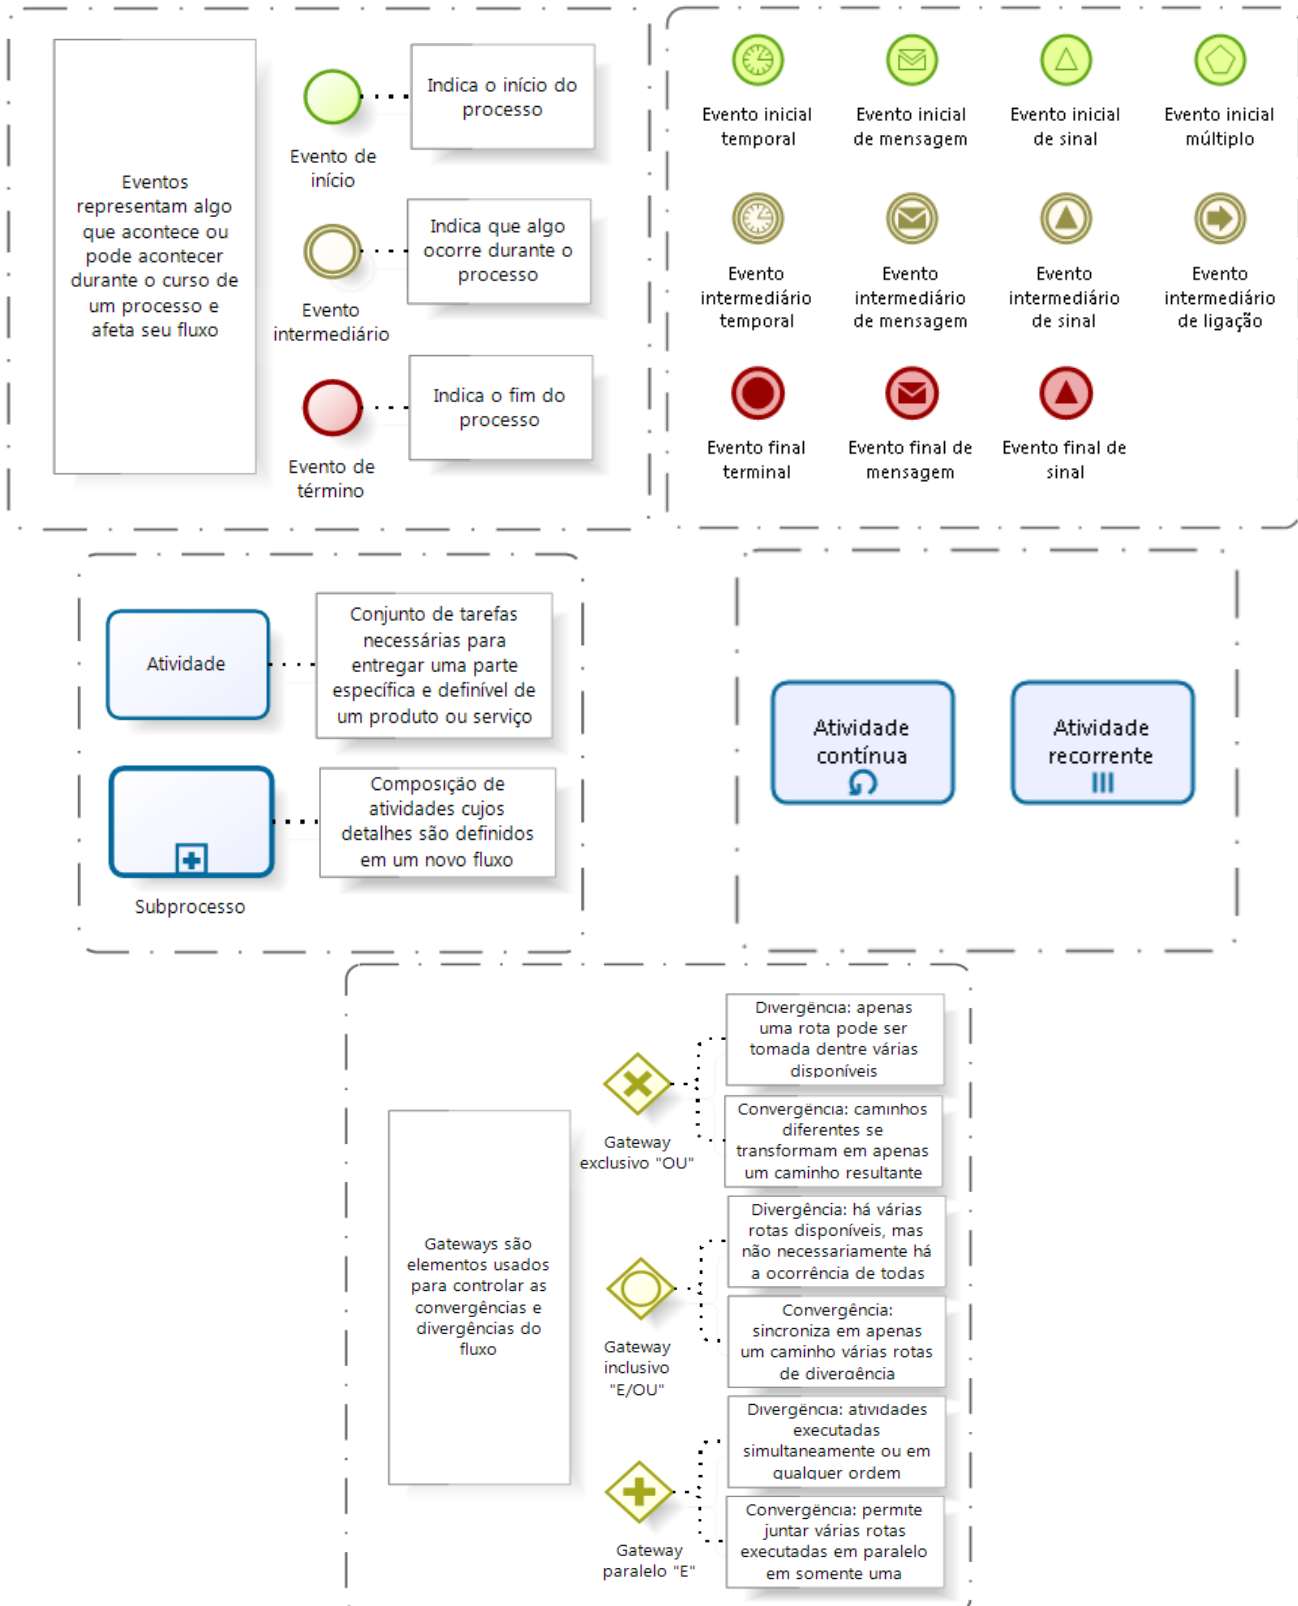 Eventos
representam algo
que acontece ou
pode acontecer
durante o curso de
um processo e
afeta seu fluxo
Evento de
início
Indica o início do
processo
Evento
intermediário
Indica que algo
ocorre durante o
processo
Evento de
término
Indica o fim do
processo
Evento inicial
temporal
Evento inicial
de mensagem
Evento inicial
de sinal
Evento inicial
múltiplo
Evento
intermediário
temporal
Evento
intermediário
de mensagem
Evento
intermediário
de sinal
Evento
intermediário
de ligação
Evento final
terminal
Evento final de
mensagem
Evento final de
sinal
Atividade
Conjunto de tarefas
necessárias para
entregar uma parte
específica e definível de
um produto ou serviço
Subprocesso
Composição de
atividades cujos
detalhes são definidos
em um novo fluxo
Atividade
contínua
Atividade
recorrente
Gateways são
elementos usados
para controlar as
convergências e
divergências do
fluxo
Gateway
exclusivo "OU"
Divergência: apenas
uma rota pode ser
tomada dentre várias
disponíveis
Convergência: caminhos
diferentes se
transformam em apenas
um caminho resultante
Gateway
inclusivo
"E/OU"
Divergência: há várias
rotas disponíveis, mas
não necessariamente há
a ocorrência de todas
Convergência:
sincroniza em apenas
um caminho várias rotas
de divergência
Gateway
paralelo "E"
Divergência: atividades
executadas
simultaneamente ou em
qualquer ordem
Convergência: permite
juntar várias rotas
executadas em paralelo
em somente uma